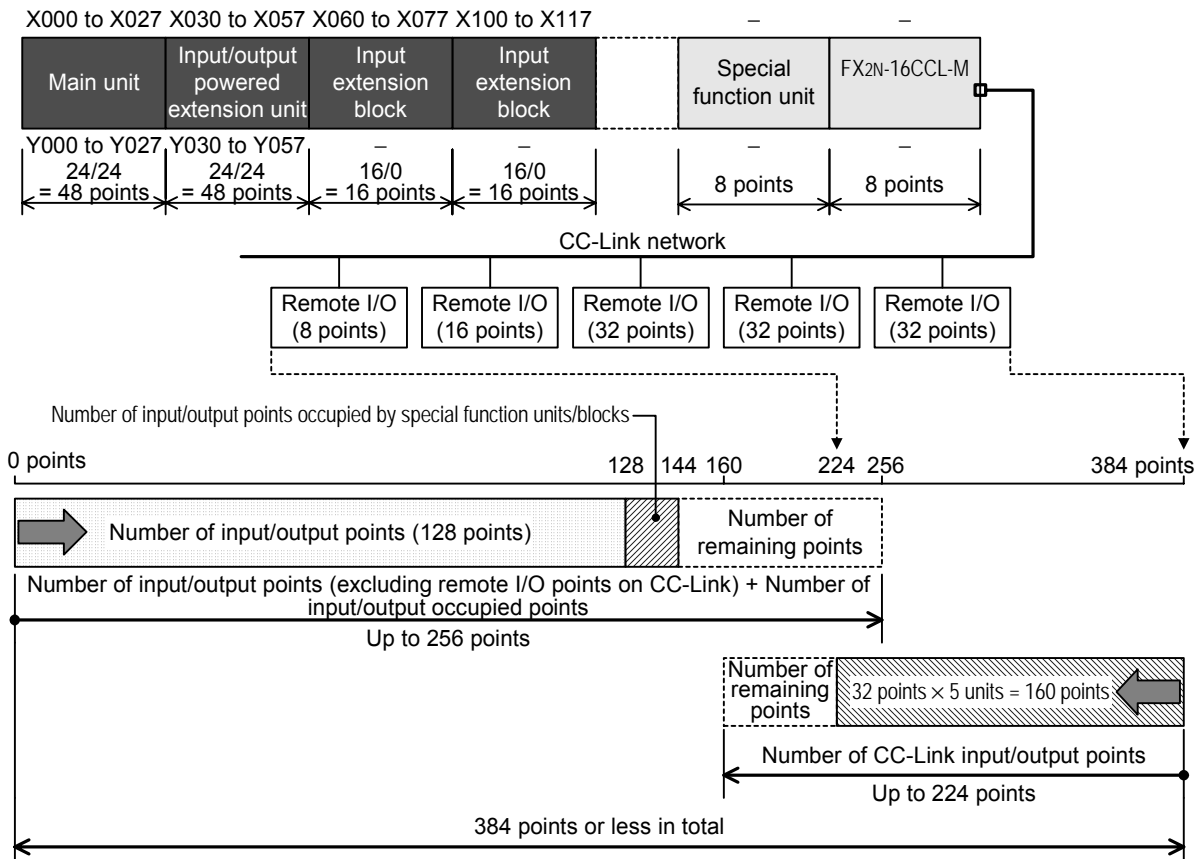 X000 to X027 X030 to X057 X060 to X077 X100 to X117 – –
Main unit
Input/output
powered
extension unit
Input
extension
block
Input
extension
block
Special
function unit
FX2N-16CCL-M
Y000 to Y027 Y030 to Y057 – – – –
24/24
= 48 points
24/24
= 48 points
16/0
= 16 points
16/0
= 16 points
8 points
8 points
CC-Link network
Remote I/O
(8 points)
Remote I/O
(16 points)
Remote I/O
(32 points)
Remote I/O
(32 points)
Remote I/O
(32 points)
Number of input/output points occupied by special function units/blocks
0 points 128 144 160 224 256 384 points
Number of input/output points (128 points)
Number of
remaining points
Number of input/output points (excluding remote I/O points on CC-Link) + Number of
input/output occupied points
Up to 256 points
Number of
remaining
points
32 points × 5 units = 160 points
Number of CC-Link input/output points
Up to 224 points
384 points or less in total